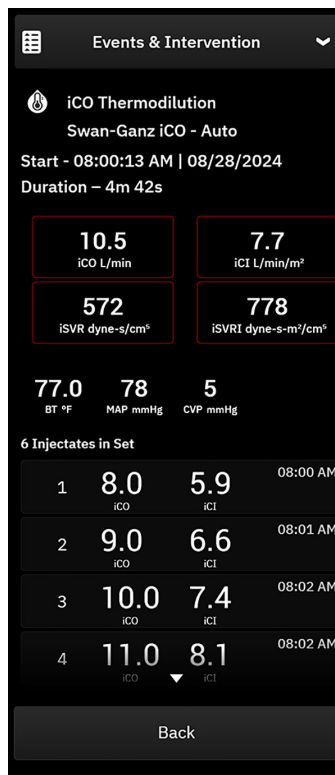 Events & Intervention
iCO Thermodilution
Swan-Ganz iCO - Auto
Start - 08:00:13 AM | 08/28/2024
Duration – 4m 42s
10.5 7.7
iCO L/min iCI L/min/m²
572 778
iSVR dyne-s/cm⁵ iSVRI dyne-s-m²/cm⁵
77.0 78 5
BT °F MAP mmHg CVP mmHg
6 Injectates in Set
1 8.0 5.9 08:00 AM
iCO iCI
2 9.0 6.6 08:01 AM
iCO iCI
3 10.0 7.4 08:02 AM
iCO iCI
4 11.0 8.1 08:02 AM
iCO iCI
Back